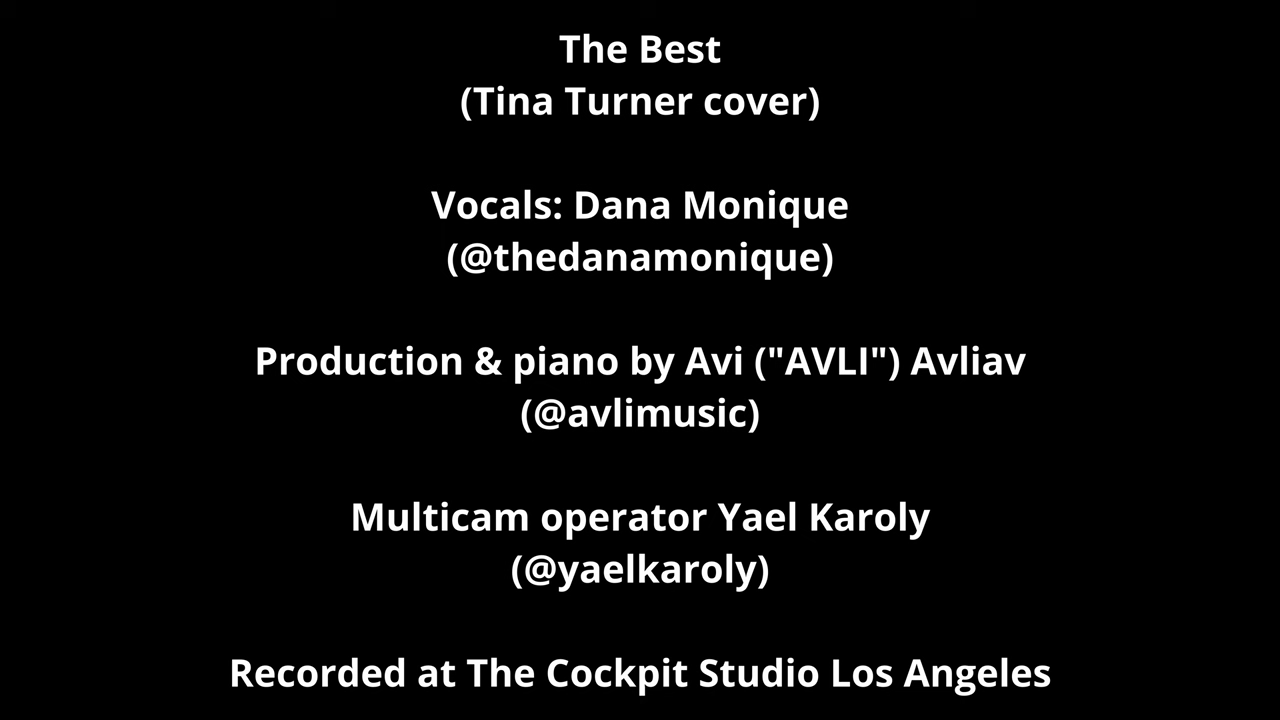 The Best
(Tina Turner cover)
Vocals: Dana Monique
(@thedanamonique)
Production & piano by Avi ("AVLI") Avliav
(@avlimusic)
Multicam operator Yael Karoly
(@yaelkaroly)
Recorded at The Cockpit Studio Los Angeles